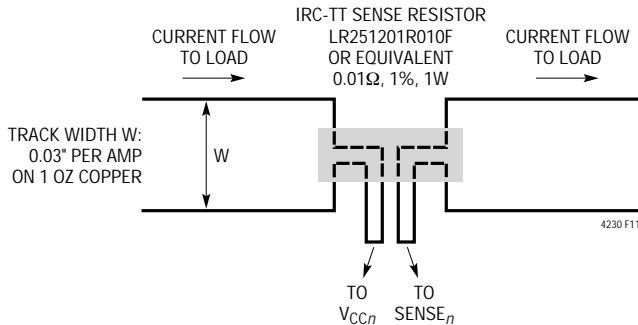 IRC-TT SENSE RESISTOR
LR251201R010F
OR EQUIVALENT
0.01Ω, 1%, 1W
CURRENT FLOW
TO LOAD
CURRENT FLOW
TO LOAD
TRACK WIDTH W:
0.03" PER AMP
ON 1 OZ COPPER
W
4230 F11
TO
VCCn
TO
SENSEn